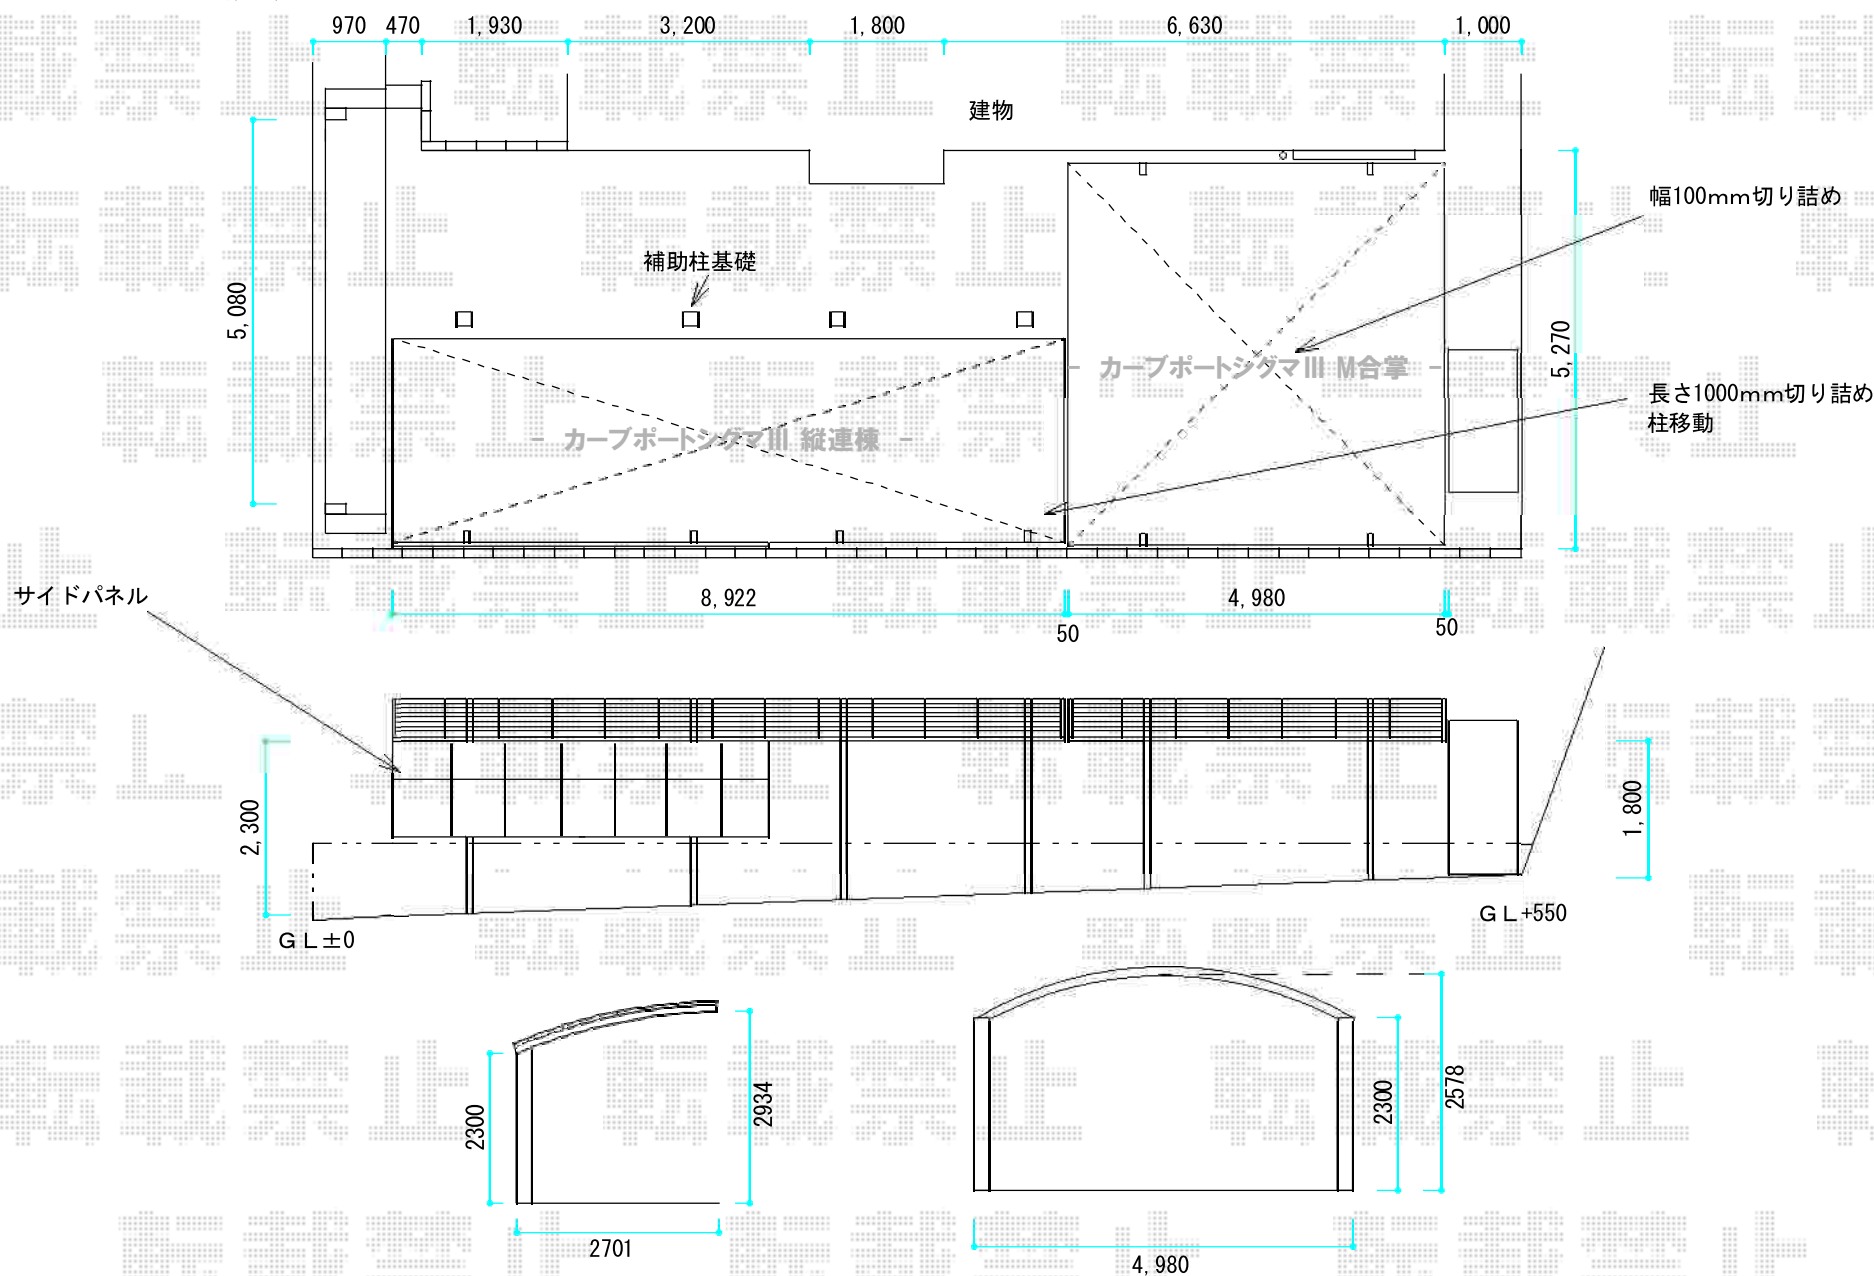 970 470 1,930 3,200 1,800 6,630 1,000
建物
幅100mm切り詰め
補助柱基礎
5,080
5,270
- カーブポートシグマⅢ M合掌 -
長さ1000mm切り詰め
柱移動
- カーブポートシグマⅢ 縦連棟 -
サイドパネル
8,922
50
4,980
50
2,300
1,800
GL±0
GL+550
2300
2934
2701
2300
2578
4,980
転載禁止